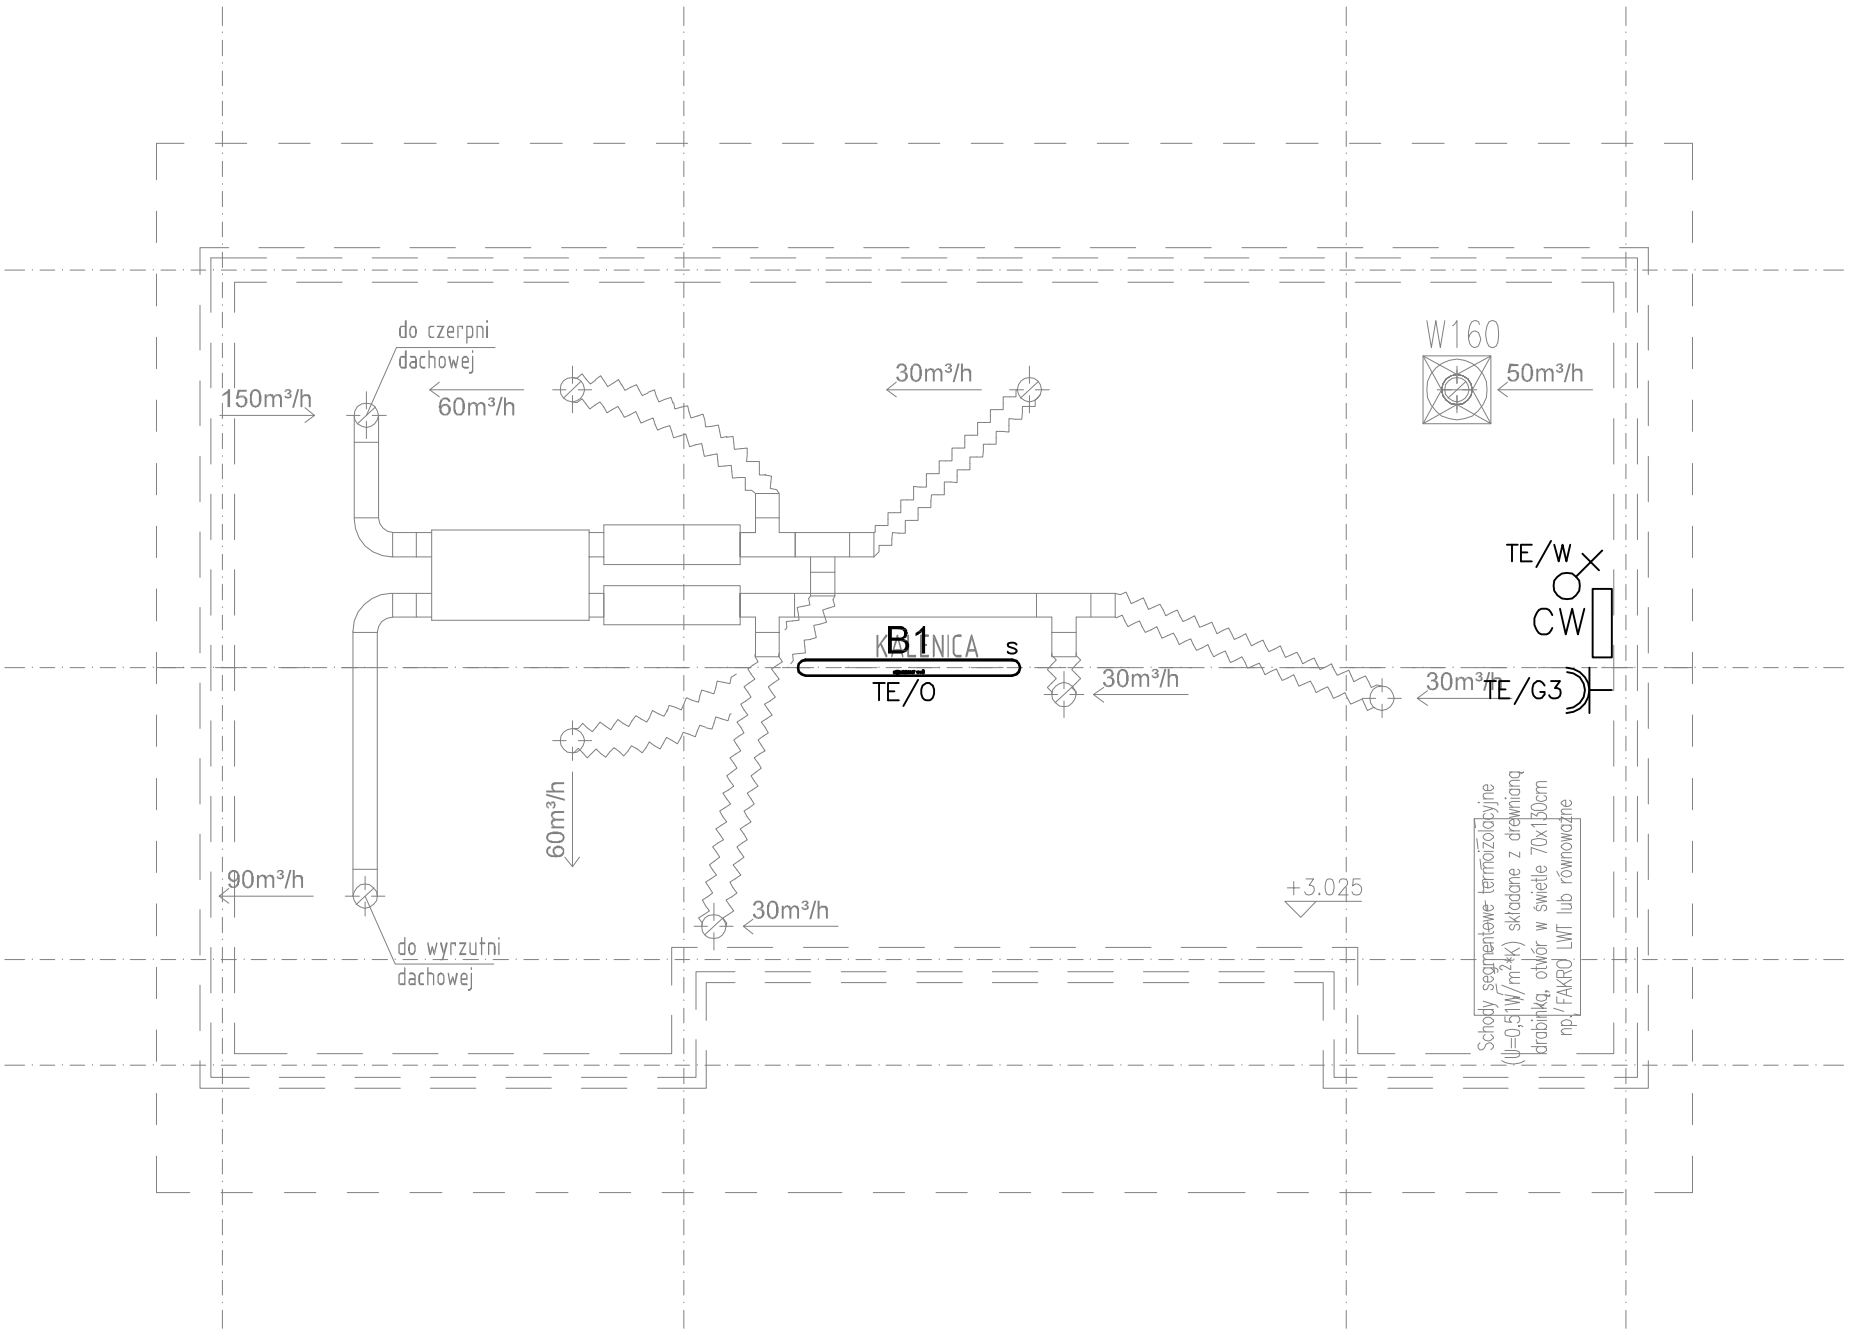 W160
do czerpni
dachowej
150m³/h
60m³/h
30m³/h
50m³/h
TE/W
CW
B1
KALENICA
s
TE/O
30m³/h
30m³/h
TE/G3
60m³/h
90m³/h
30m³/h
+3.025
do wyrzutni
dachowej
Schody segmentowe termoizolacyjne
(U=0,51W/m²*K) składane z drewnianą
drabinką, otwór w świetle 70x130cm
np. FAKRO LWT lub równoważne